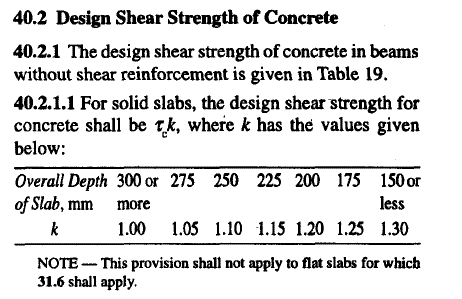 40.2 Design Shear Strength of Concrete
40.2.1 The design shear strength of concrete in beams
without shear reinforcement is given in Table 19.
40.2.1.1 For solid slabs, the design shear strength for
concrete shall be τck, where k has the values given
below:
Overall Depth 300 or 275 250 225 200 175 150 or
of Slab, mm more less
k 1.00 1.05 1.10 1.15 1.20 1.25 1.30
NOTE — This provision shall not apply to flat slabs for which
31.6 shall apply.